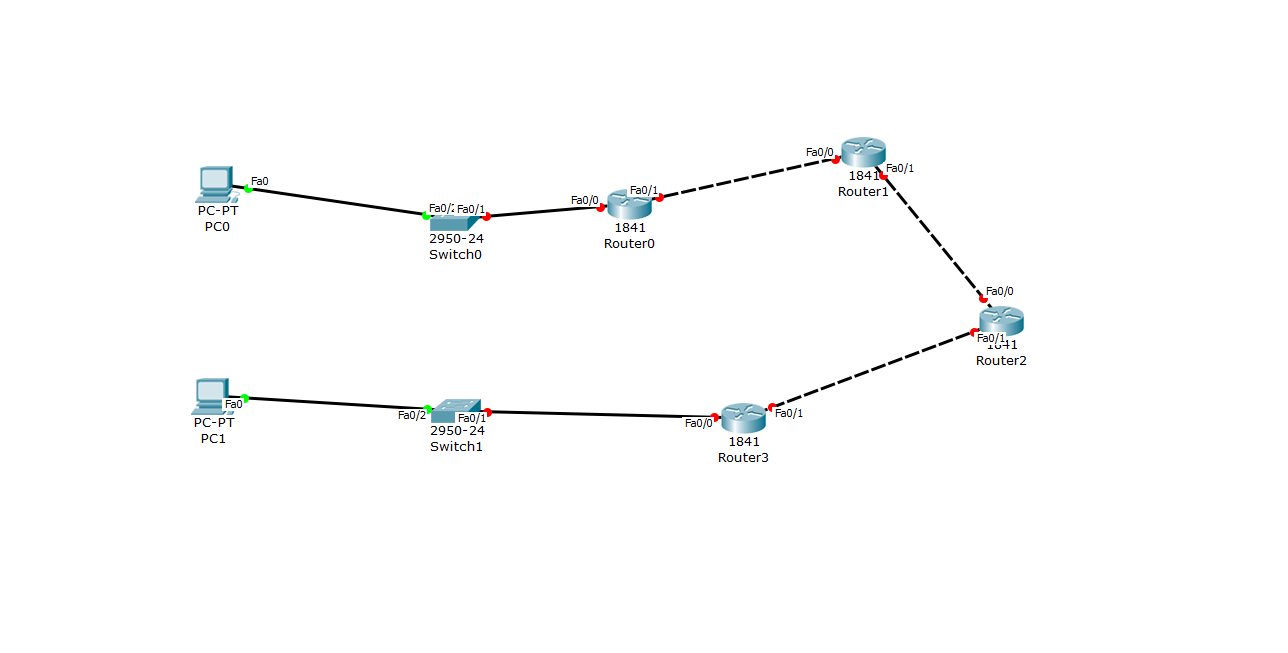 Fa0/0
Fa0/1
1841
Router1
Fa0
PC-PT
PC0
Fa0/1
Fa0/0
Fa0/1
1841
Router0
2950-24
Switch0
Fa0/0
Fa0/1
1841
Router2
Fa0
PC-PT
PC1
Fa0/2
Fa0/1
2950-24
Switch1
Fa0/0
Fa0/1
1841
Router3